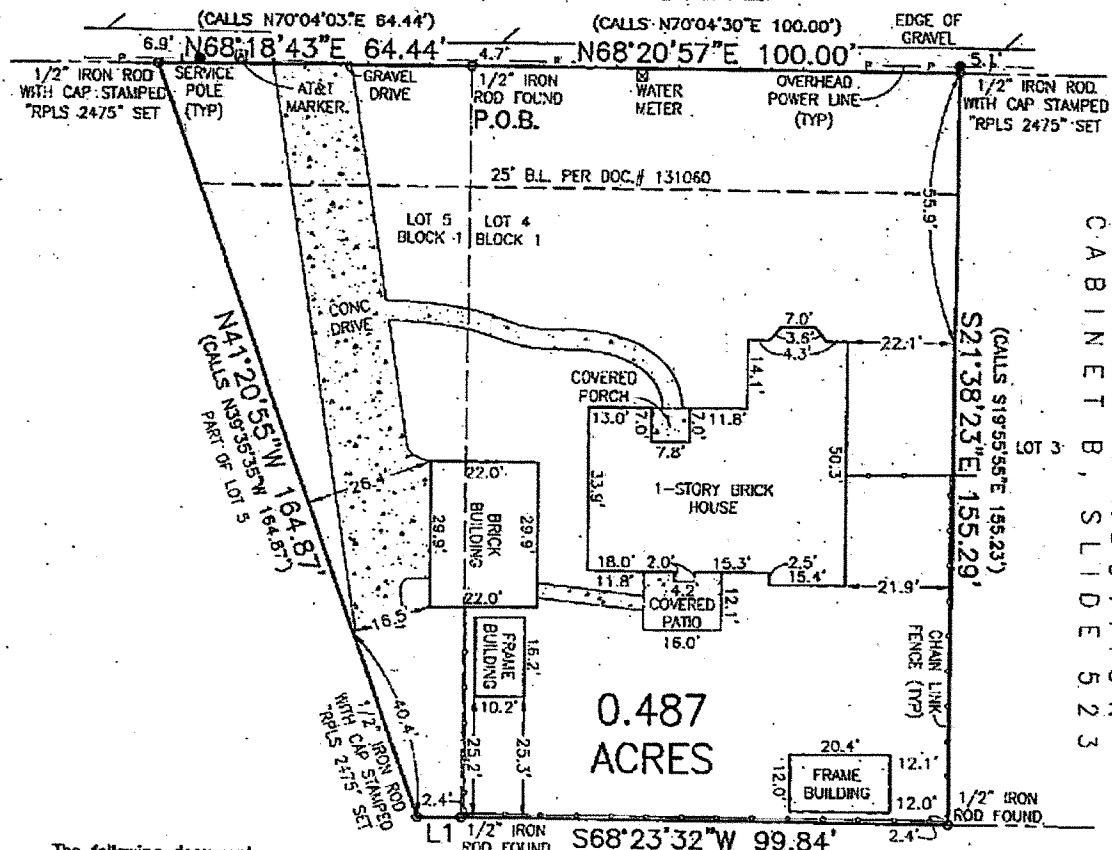 (CALLS N70°04'03"E 64.44')
(CALLS N70°04'30"E 100.00')
EDGE OF
GRAVEL
6.9'
N68°18'43"E 64.44'
4.7'
N68°20'57"E 100.00'
5.1'
1/2" IRON ROD
WITH CAP STAMPED
"RPLS 2475" SET
SERVICE
POLE
(TYP)
AT&T
MARKER
GRAVEL
DRIVE
1/2" IRON
ROD FOUND
P.O.B.
WATER
METER
OVERHEAD
POWER LINE
(TYP)
1/2" IRON ROD
WITH CAP STAMPED
"RPLS 2475" SET
25' B.L. PER DOC.# 131060
55.9'
LOT 5
BLOCK 1
LOT 4
BLOCK 1
CONC
DRIVE
N41°20'55"W 164.87'
(CALLS N39°35'35"W 164.87')
PART OF LOT 5
7.0'
3.6'
4.3'
22.1'
14.1'
COVERED
PORCH
13.0'
7.0'
7.0'
11.8'
7.8'
S21°38'23"E 155.29'
(CALLS S19°55'55"E 155.23')
LOT 3
CABINET B, SLIDE 523
50.3'
33.9'
1-STORY BRICK
HOUSE
26.4'
22.0'
29.9'
BRICK
BUILDING
29.9'
22.0'
16.5'
18.0'
2.0'
15.3'
2.5'
11.8'
4.2'
15.4'
21.9'
COVERED
PATIO
12.1'
16.0'
CHAIN LINK
FENCE (TYP)
FRAME
BUILDING
16.2'
10.2'
40.4'
25.2'
25.3'
0.487
ACRES
20.4'
12.1'
12.0'
FRAME
BUILDING
12.0'
1/2" IRON ROD
WITH CAP STAMPED
"RPLS 2475" SET
2.4'
L1
1/2" IRON
ROD FOUND
S68°23'32"W 99.84'
2.4'
1/2" IRON
ROD FOUND